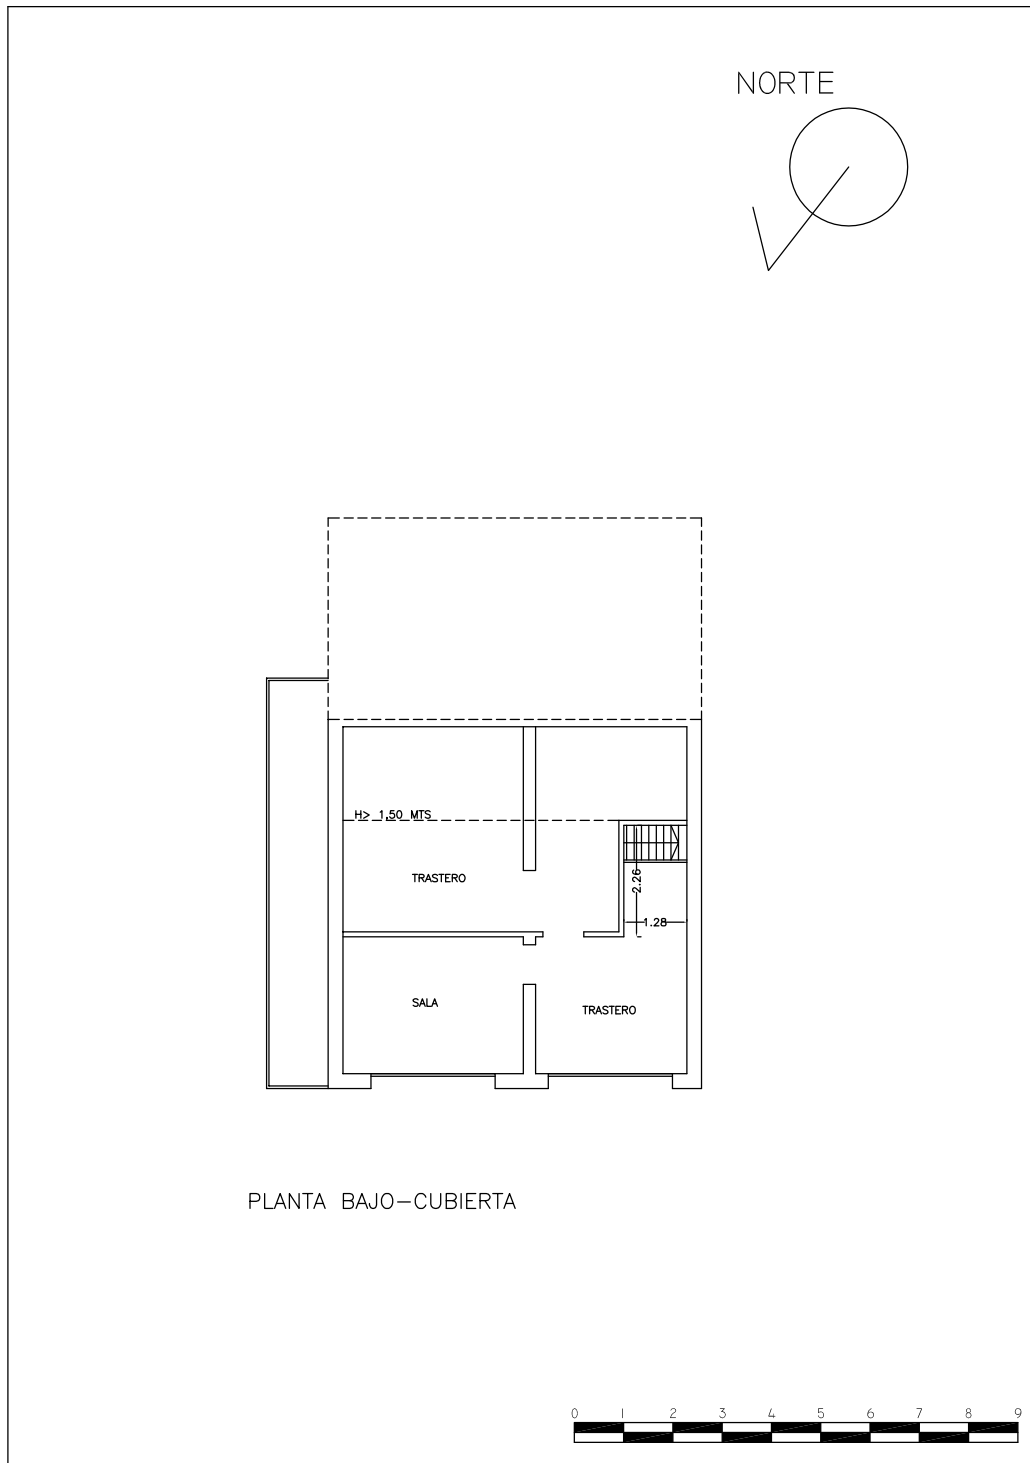 NORTE
H> 1,50 MTS
TRASTERO
2.26
1.28
SALA
TRASTERO
PLANTA BAJO-CUBIERTA
0 1 2 3 4 5 6 7 8 9